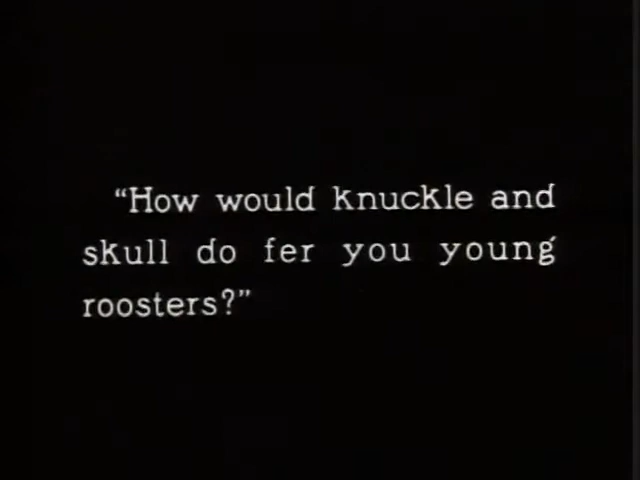 “How would knuckle and
skull do fer you young
roosters?”